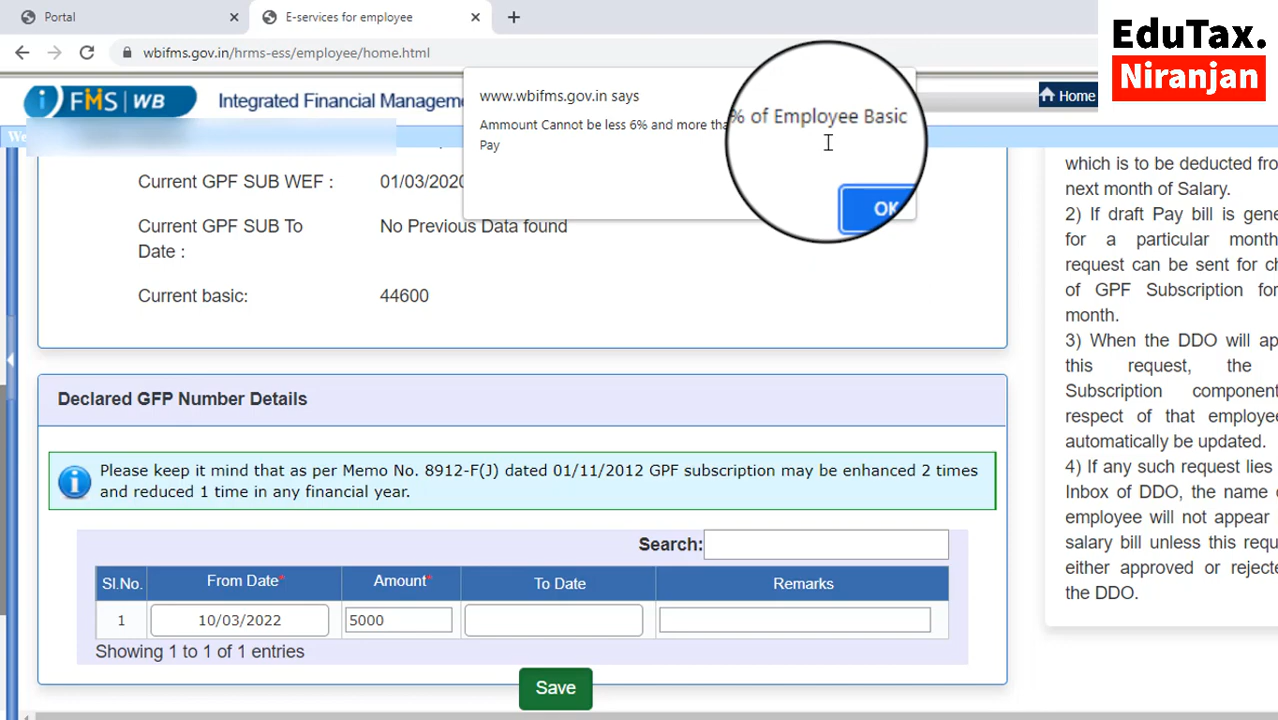 Portal
E-services for employee
wbifms.gov.in/hrms-ess/employee/home.html
EduTax.
Niranjan
iFMS | WB
Integrated Financial Manageme
Home
We
www.wbifms.gov.in says
Ammount Cannot be less 6% and more tha
% of Employee Basic
Pay
OK
Current GPF SUB WEF :
01/03/2020
Current GPF SUB To
Date :
No Previous Data found
Current basic:
44600
Declared GFP Number Details
Please keep it mind that as per Memo No. 8912-F(J) dated 01/11/2012 GPF subscription may be enhanced 2 times
and reduced 1 time in any financial year.
Search:
Sl.No.
From Date*
Amount*
To Date
Remarks
1
10/03/2022
5000
Showing 1 to 1 of 1 entries
Save
which is to be deducted fro
next month of Salary.
2) If draft Pay bill is gene
for a particular month
request can be sent for ch
of GPF Subscription for
month.
3) When the DDO will ap
this request, the
Subscription component
respect of that employee
automatically be updated.
4) If any such request lies
Inbox of DDO, the name o
employee will not appear
salary bill unless this requ
either approved or rejecte
the DDO.